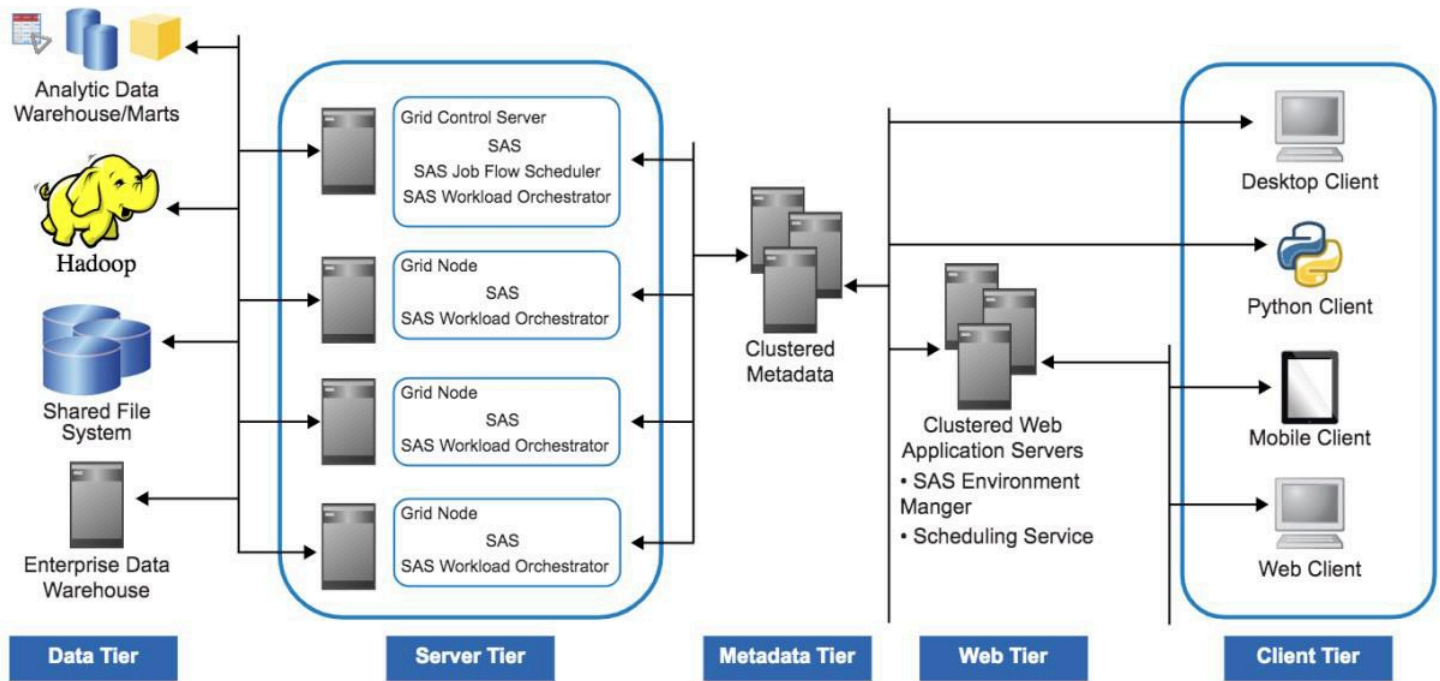 Analytic Data
Warehouse/Marts
Hadoop
Shared File
System
Enterprise Data
Warehouse
Grid Control Server
SAS
SAS Job Flow Scheduler
SAS Workload Orchestrator
Grid Node
SAS
SAS Workload Orchestrator
Grid Node
SAS
SAS Workload Orchestrator
Grid Node
SAS
SAS Workload Orchestrator
Clustered
Metadata
Clustered Web
Application Servers
• SAS Environment
Manger
• Scheduling Service
Desktop Client
Python Client
Mobile Client
Web Client
Data Tier
Server Tier
Metadata Tier
Web Tier
Client Tier